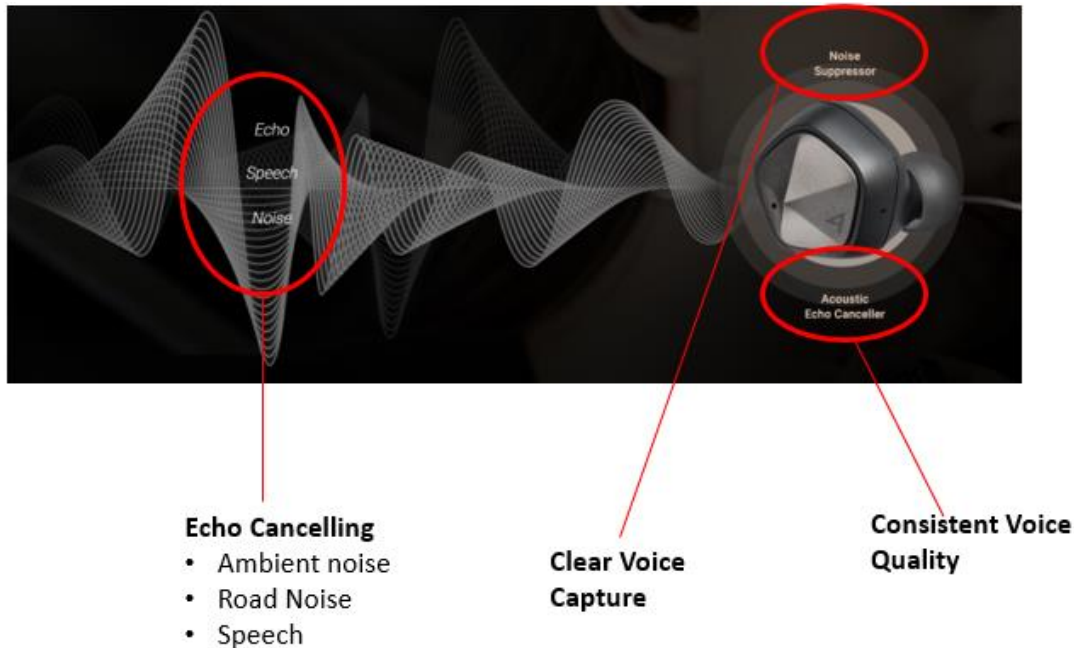 Noise
Suppressor
Echo
Speech
Noise
Acoustic
Echo Canceller
Echo Cancelling
• Ambient noise
• Road Noise
• Speech
Clear Voice
Capture
Consistent Voice
Quality